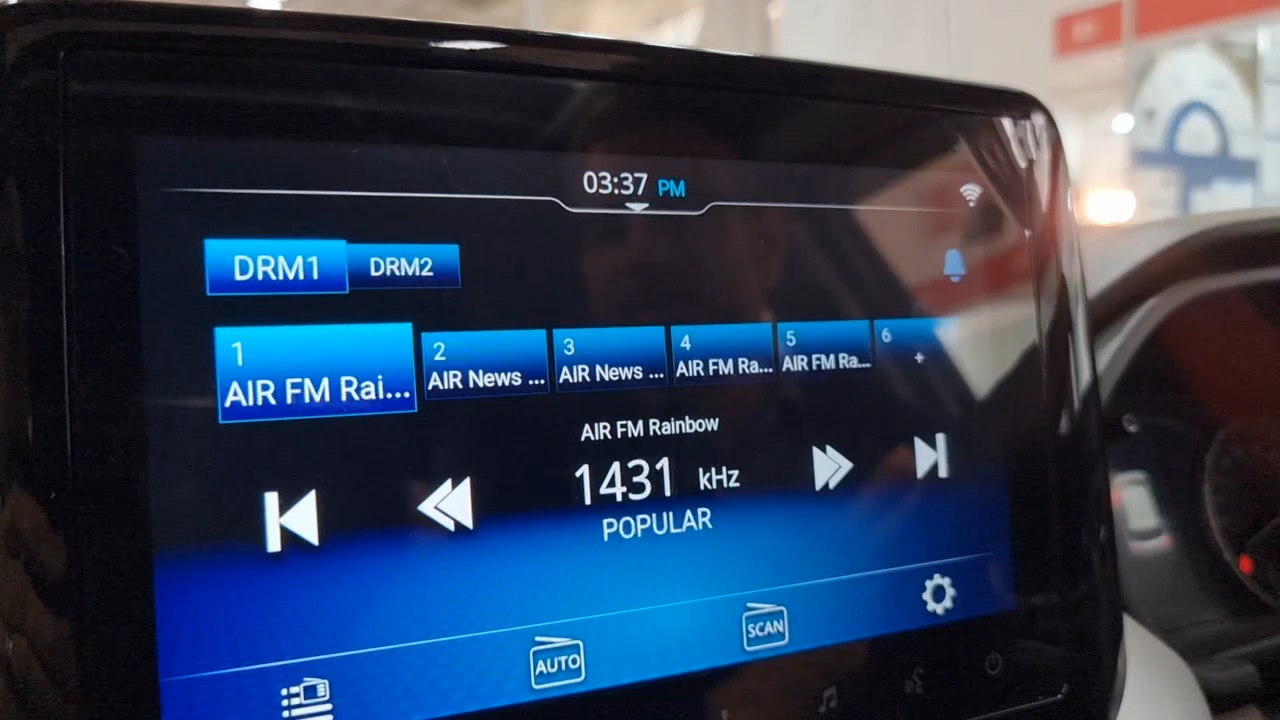 03:37 PM
DRM1 DRM2
1 2 3 4 5 6
AIR FM Rai... AIR News ... AIR News ... AIR FM Ra... AIR FM Ra... +
AIR FM Rainbow
1431 kHz
POPULAR
AUTO SCAN